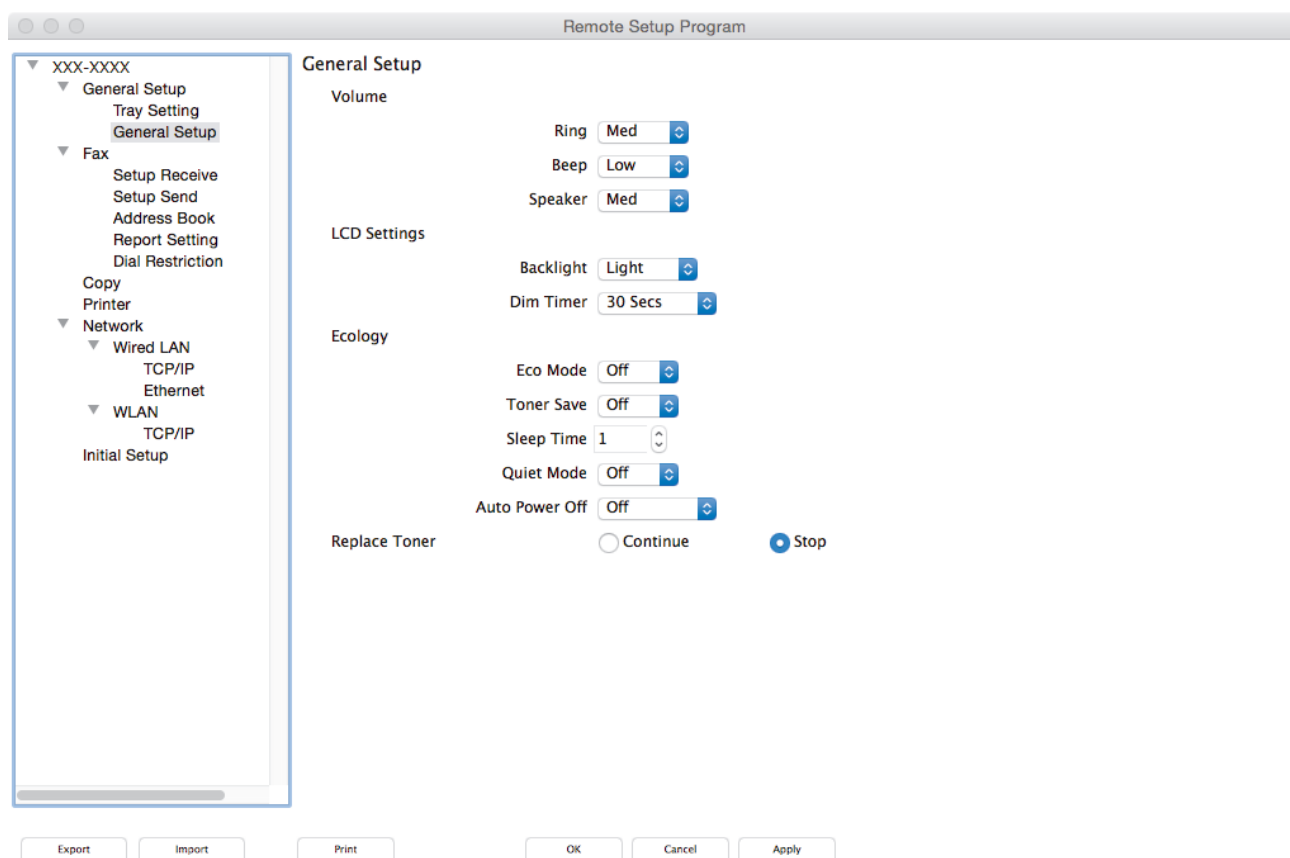 Remote Setup Program
XXX-XXXX
General Setup
Tray Setting
General Setup
Fax
Setup Receive
Setup Send
Address Book
Report Setting
Dial Restriction
Copy
Printer
Network
Wired LAN
TCP/IP
Ethernet
WLAN
TCP/IP
Initial Setup
General Setup
Volume
Ring Med
Beep Low
Speaker Med
LCD Settings
Backlight Light
Dim Timer 30 Secs
Ecology
Eco Mode Off
Toner Save Off
Sleep Time 1
Quiet Mode Off
Auto Power Off Off
Replace Toner Continue Stop
Export Import Print OK Cancel Apply